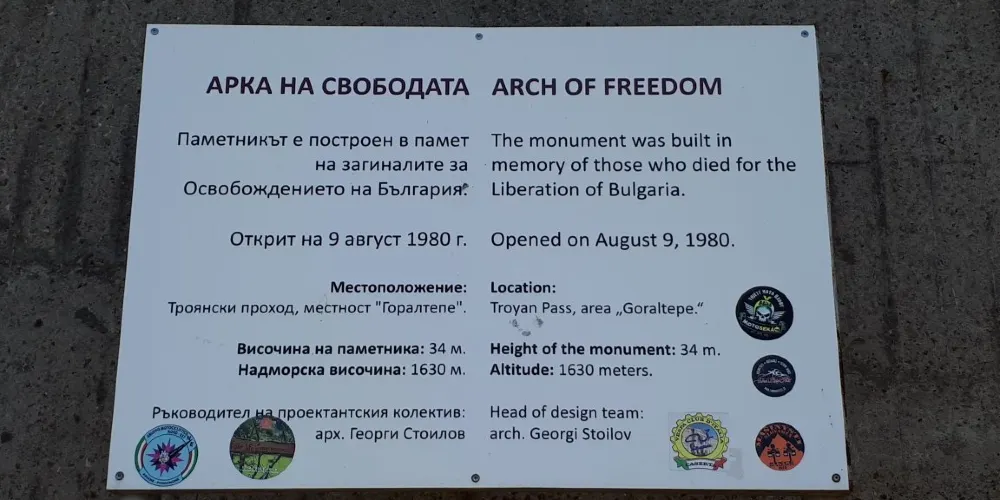 АРКА НА СВОБОДАТА
Паметникът е построен в памет
на загиналите за
Освобождението на България.
Открит на 9 август 1980 г.
Местоположение:
Троянски проход, местност "Горалтепе".
Височина на паметника: 34 м.
Надморска височина: 1630 м.
Ръководител на проектантския колектив:
арх. Георги Стоилов
ARCH OF FREEDOM
The monument was built in
memory of those who died for the
Liberation of Bulgaria.
Opened on August 9, 1980.
Location:
Troyan Pass, area „Goraltepe.“
Height of the monument: 34 m.
Altitude: 1630 meters.
Head of design team:
arch. Georgi Stoilov